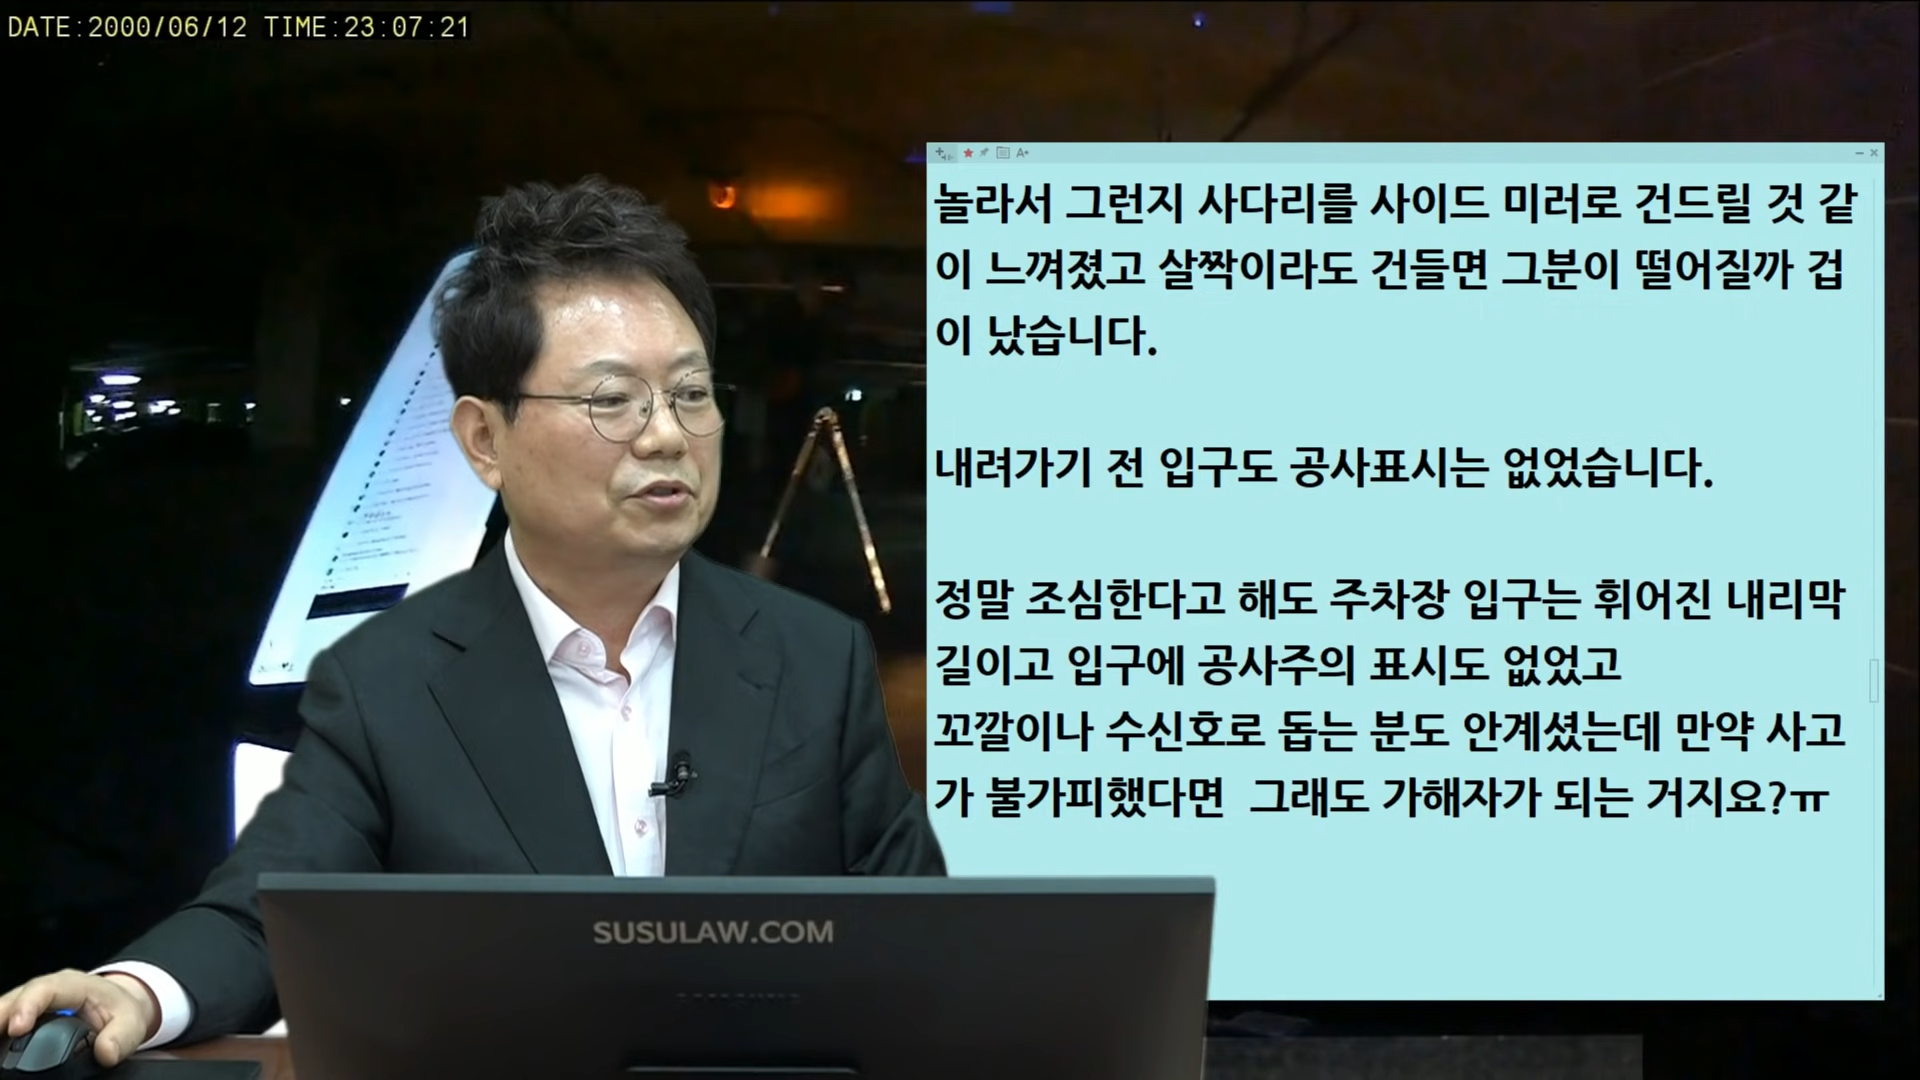 DATE:2000/06/12 TIME:23:07:21
놀라서 그런지 사다리를 사이드 미러로 건드릴 것 같
이 느껴졌고 살짝이라도 건들면 그분이 떨어질까 겁
이 났습니다.
내려가기 전 입구도 공사표시는 없었습니다.
정말 조심한다고 해도 주차장 입구는 휘어진 내리막
길이고 입구에 공사주의 표시도 없었고
꼬깔이나 수신호로 돕는 분도 안계셨는데 만약 사고
가 불가피했다면 그래도 가해자가 되는 거지요?ㅠ
SUSULAW.COM